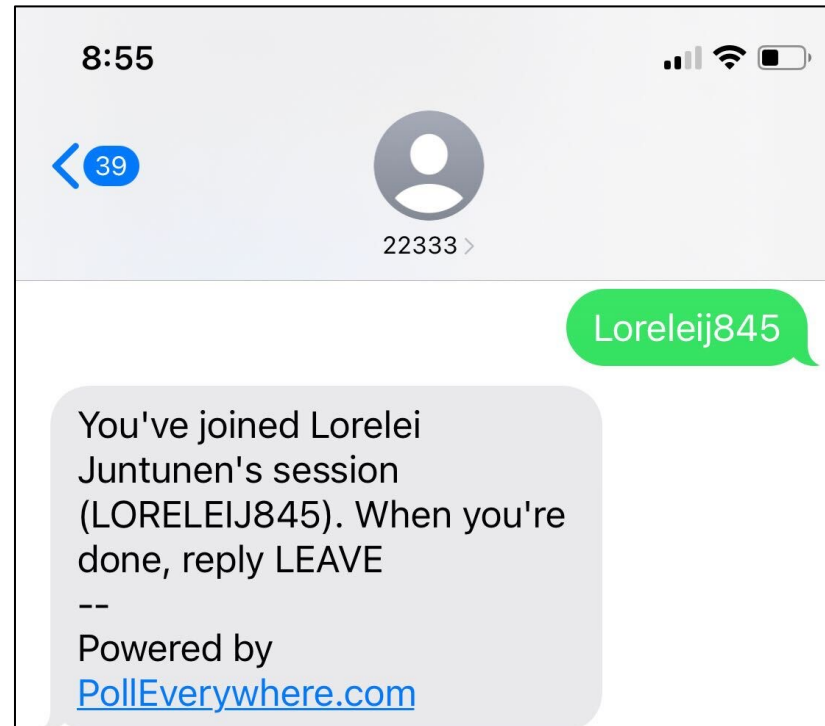 8:55
39
22333
Loreleij845
You've joined Lorelei
Juntunen's session
(LORELEIJ845). When you're
done, reply LEAVE
--
Powered by
PollEverywhere.com